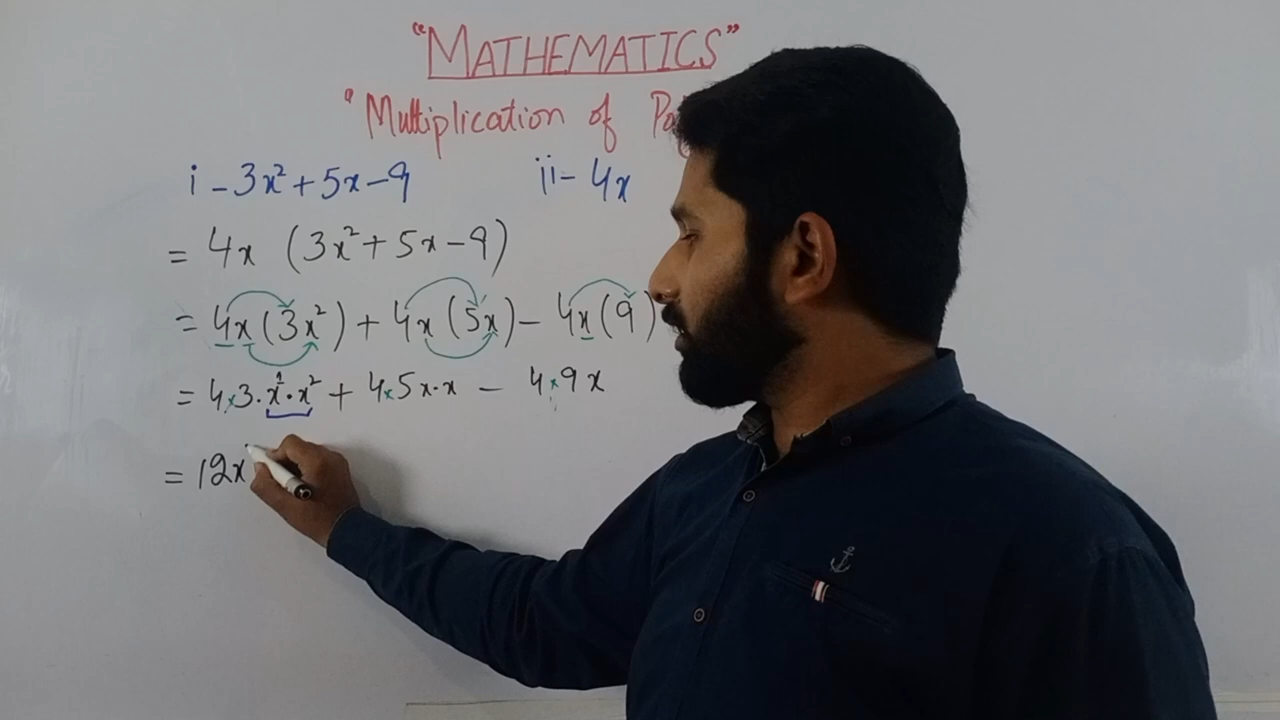 "MATHEMATICS"
"Multiplication of
i - 3x² + 5x - 9 ii - 4x
= 4x (3x² + 5x - 9)
= 4x (3x²) + 4x (5x) - 4x (9)
= 4×3.x¹.x² + 4×5x.x - 4×9x
= 12x